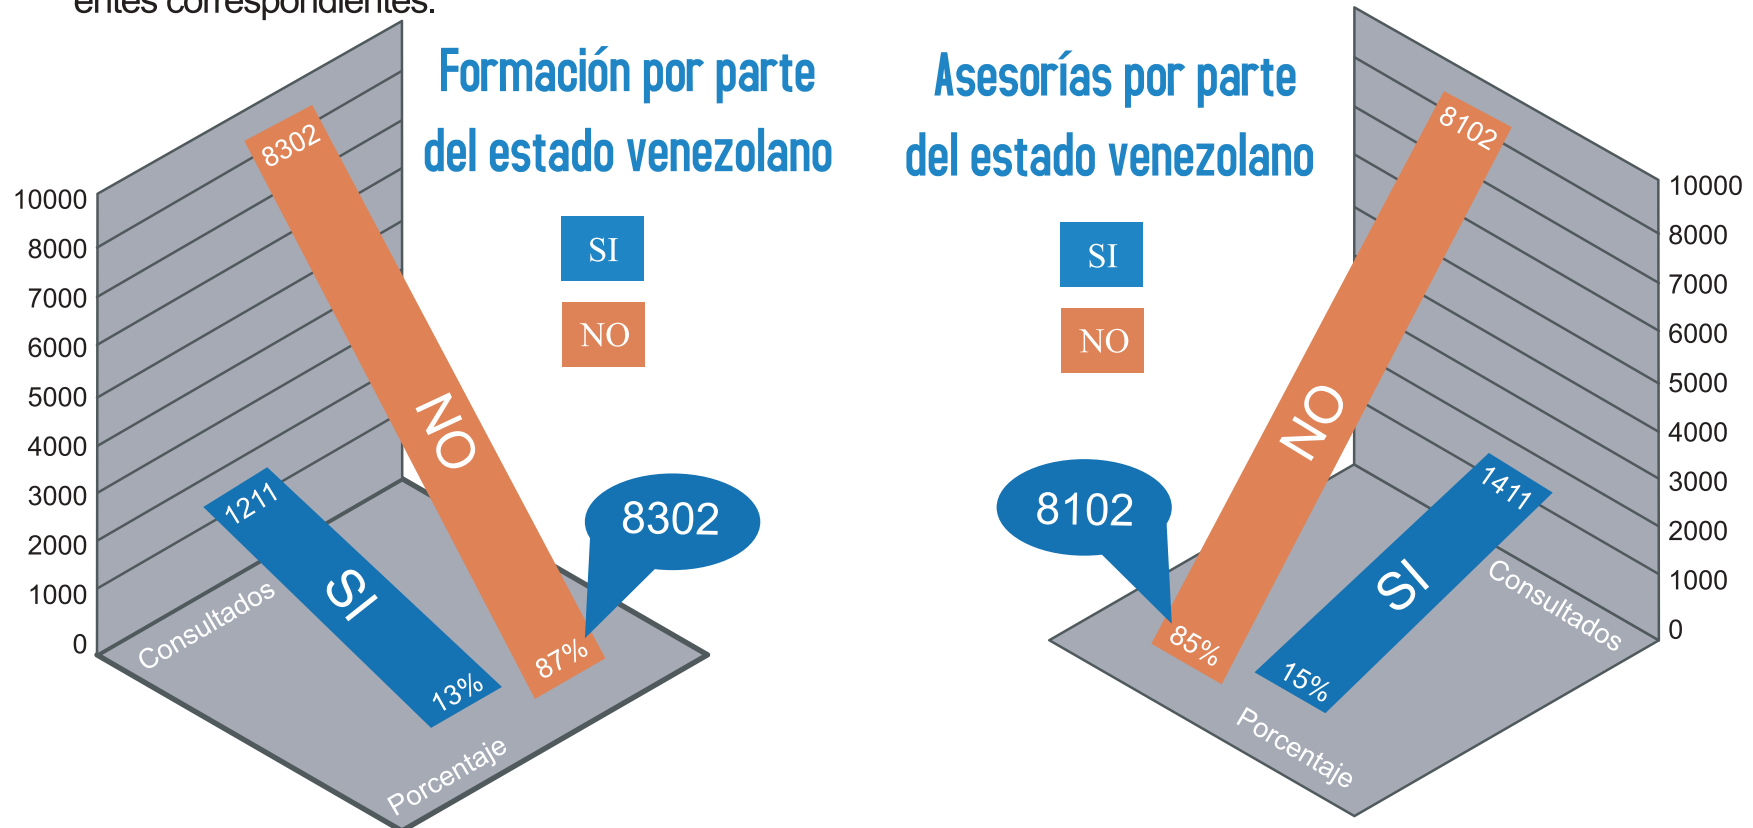 entes correspondientes.
Formación por parte
del estado venezolano
SI
NO
10000
8000
7000
6000
5000
4000
3000
2000
1000
0
8302
NO
87%
8302
1211
SI
13%
Consultados
Porcentaje
Asesorías por parte
del estado venezolano
SI
NO
10000
8000
7000
6000
5000
4000
3000
2000
1000
0
8102
NO
85%
8102
1411
SI
15%
Consultados
Porcentaje